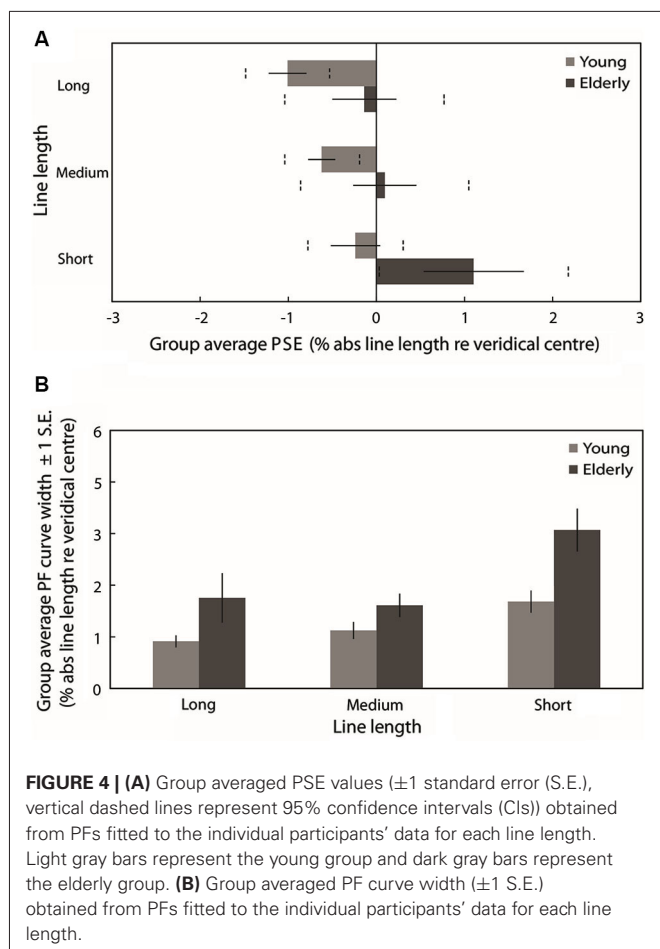 A
Young
Elderly
Long
Medium
Short
Line length
-3 -2 -1 0 1 2 3
Group average PSE (% abs line length re veridical centre)
B
Group average PF curve width ± 1 S.E.
(% abs line length re veridical centre)
6
5
3
2
1
0
Young
Elderly
Long Medium Short
Line length
FIGURE 4 | (A) Group averaged PSE values (±1 standard error (S.E.),
vertical dashed lines represent 95% confidence intervals (CIs)) obtained
from PFs fitted to the individual participants’ data for each line length.
Light gray bars represent the young group and dark gray bars represent
the elderly group. (B) Group averaged PF curve width (±1 S.E.)
obtained from PFs fitted to the individual participants’ data for each line
length.